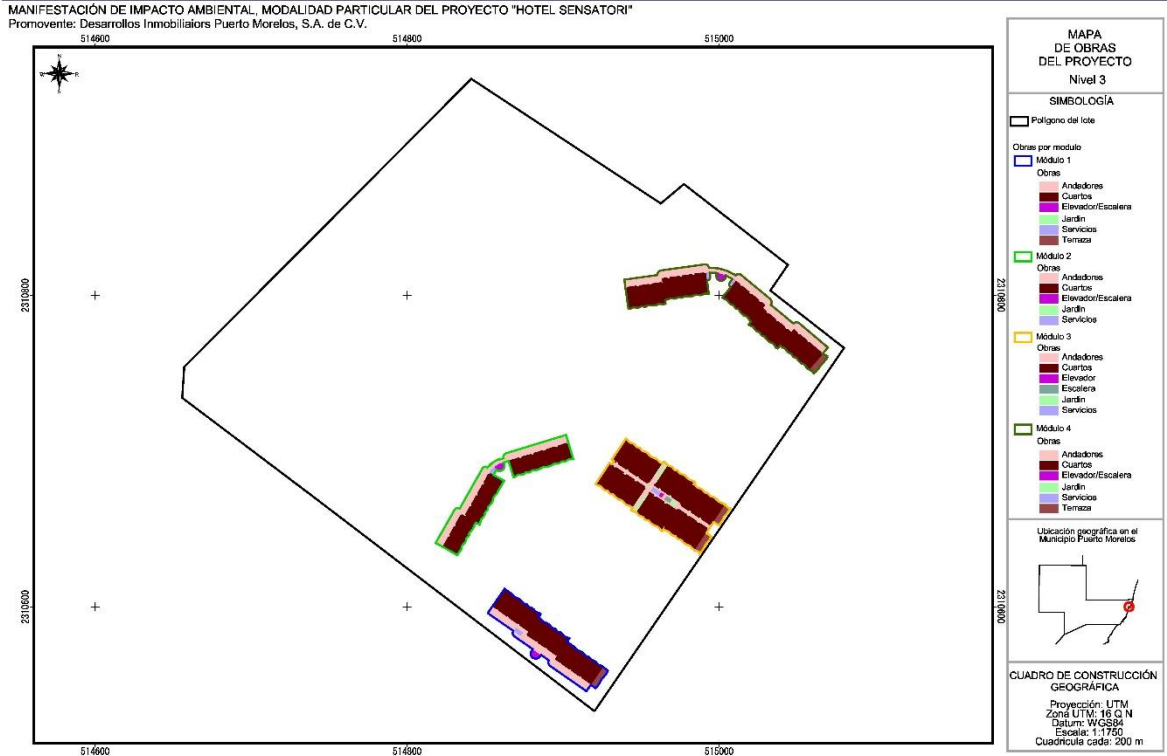 MANIFESTACIÓN DE IMPACTO AMBIENTAL, MODALIDAD PARTICULAR DEL PROYECTO "HOTEL SENSATORI"
Promovente: Desarrollos Inmobiliaiors Puerto Morelos, S.A. de C.V.
514600
514800
515000
2310800
2310800
2310600
2310600
514600
514800
515000
MAPA
DE OBRAS
DEL PROYECTO
Nivel 3
SIMBOLOGÍA
Polígono del lote
Obras por modulo
Módulo 1
Obras
Andadores
Cuartos
Elevador/Escalera
Jardin
Servicios
Terraza
Módulo 2
Obras
Andadores
Cuartos
Elevador/Escalera
Jardin
Servicios
Módulo 3
Obras
Andadores
Cuartos
Elevador
Escalera
Jardin
Servicios
Módulo 4
Obras
Andadores
Cuartos
Elevador/Escalera
Jardin
Servicios
Terraza
Ubicación geográfica en el
Municipio Puerto Morelos
CUADRO DE CONSTRUCCIÓN
GEOGRÁFICA
Proyección: UTM
Zona UTM: 16 Q N
Datum: WGS84
Escala: 1:1750
Cuadrícula cada: 200 m